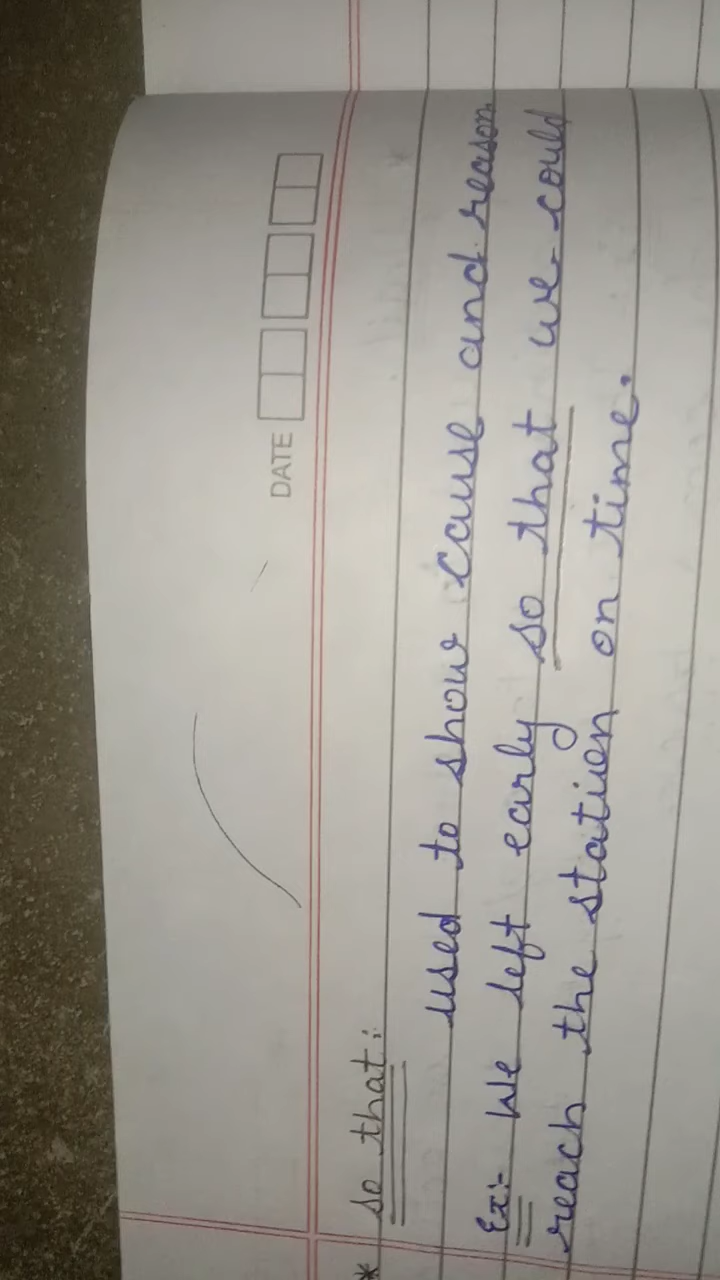 DATE
* so that:
used to show cause and reason
Ex:- We left early so that we could
reach the station on time.